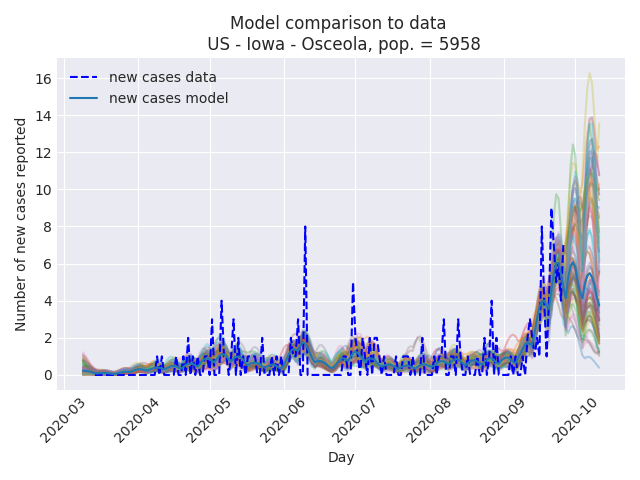 Model comparison to data
US - Iowa - Osceola, pop. = 5958
new cases data
new cases model
Number of new cases reported
16
14
12
10
8
6
4
2
0
2020-03
2020-04
2020-05
2020-06
2020-07
2020-08
2020-09
2020-10
Day